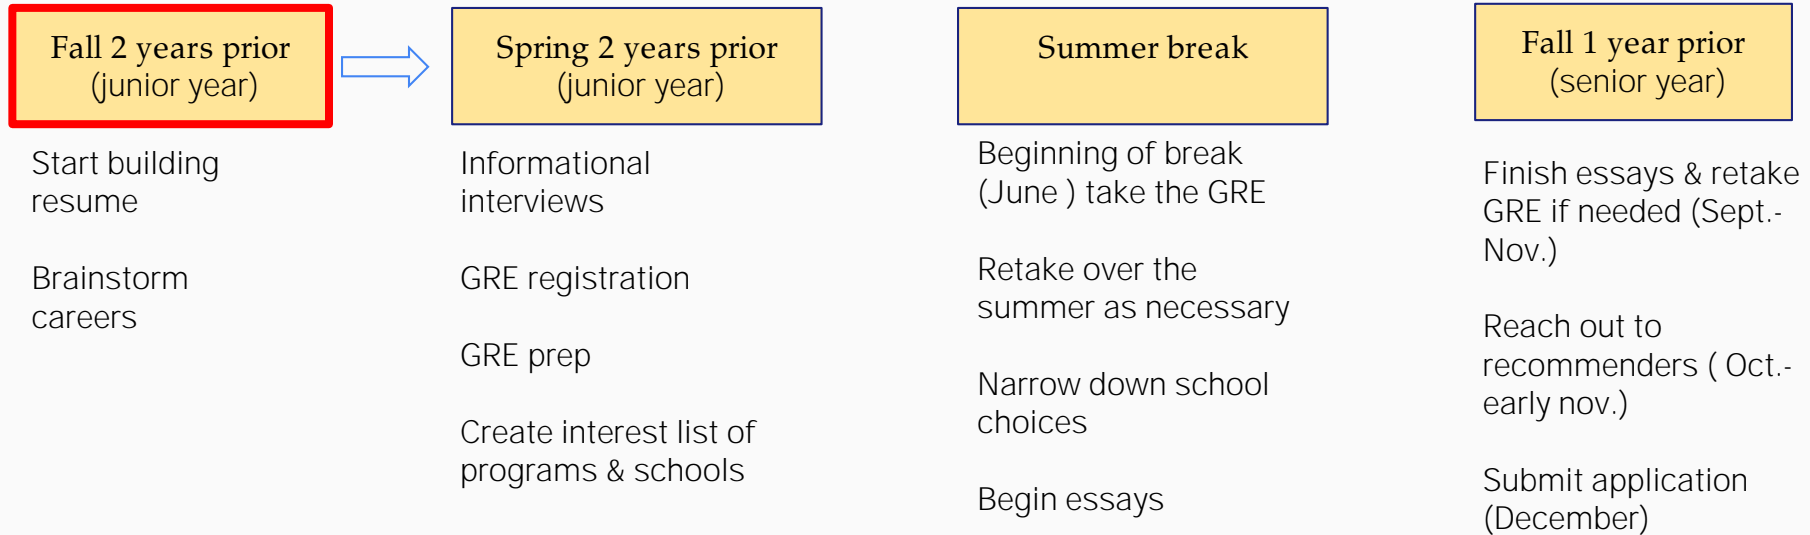 Fall 2 years prior
(junior year)
Start building
resume
Brainstorm
careers
Spring 2 years prior
(junior year)
Informational
interviews
GRE registration
GRE prep
Create interest list of
programs & schools
Summer break
Beginning of break
(June ) take the GRE
Retake over the
summer as necessary
Narrow down school
choices
Begin essays
Fall 1 year prior
(senior year)
Finish essays & retake
GRE if needed (Sept.-
Nov.)
Reach out to
recommenders ( Oct.-
early nov.)
Submit application
(December)